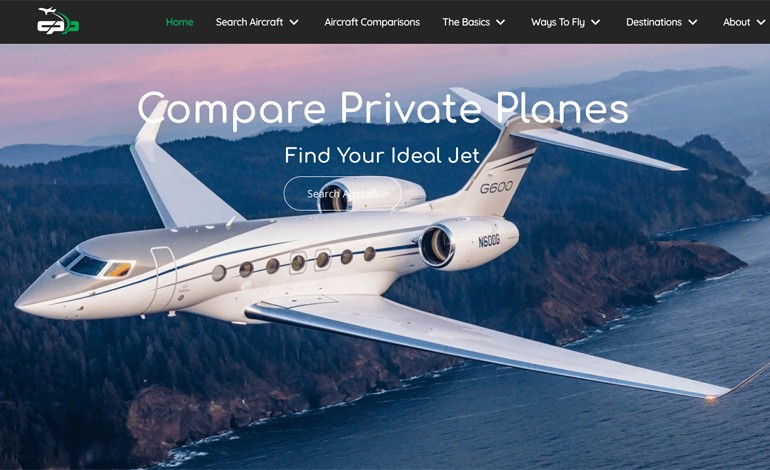 Home Search Aircraft Aircraft Comparisons The Basics Ways To Fly Destinations About
Compare Private Planes
Find Your Ideal Jet
Search Aircraft
G600
N600G